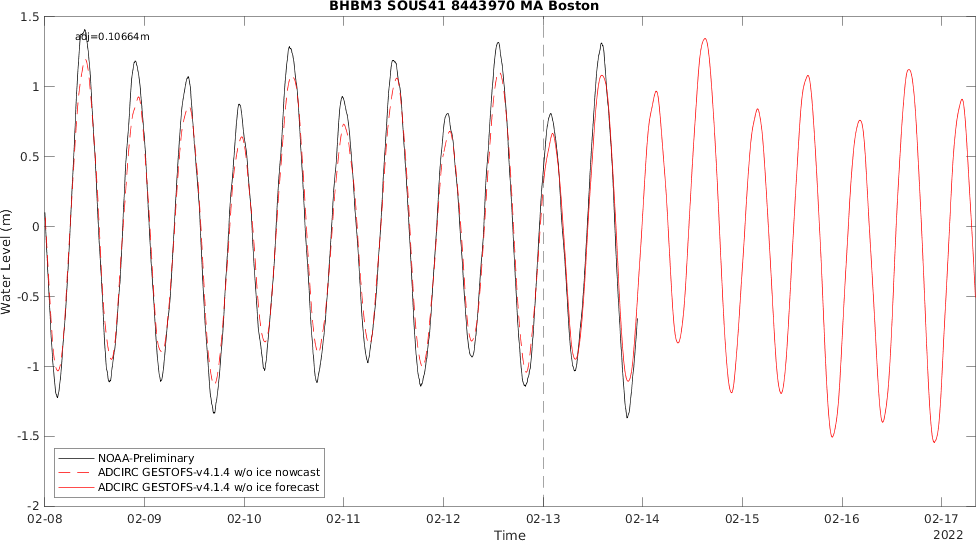 BHBM3 SOUS41 8443970 MA Boston
adj=0.10664m
1.5
1
0.5
0
-0.5
-1
-1.5
-2
Water Level (m)
NOAA-Preliminary
ADCIRC GESTOFS-v4.1.4 w/o ice nowcast
ADCIRC GESTOFS-v4.1.4 w/o ice forecast
02-08 02-09 02-10 02-11 02-12 02-13 02-14 02-15 02-16 02-17
Time
2022